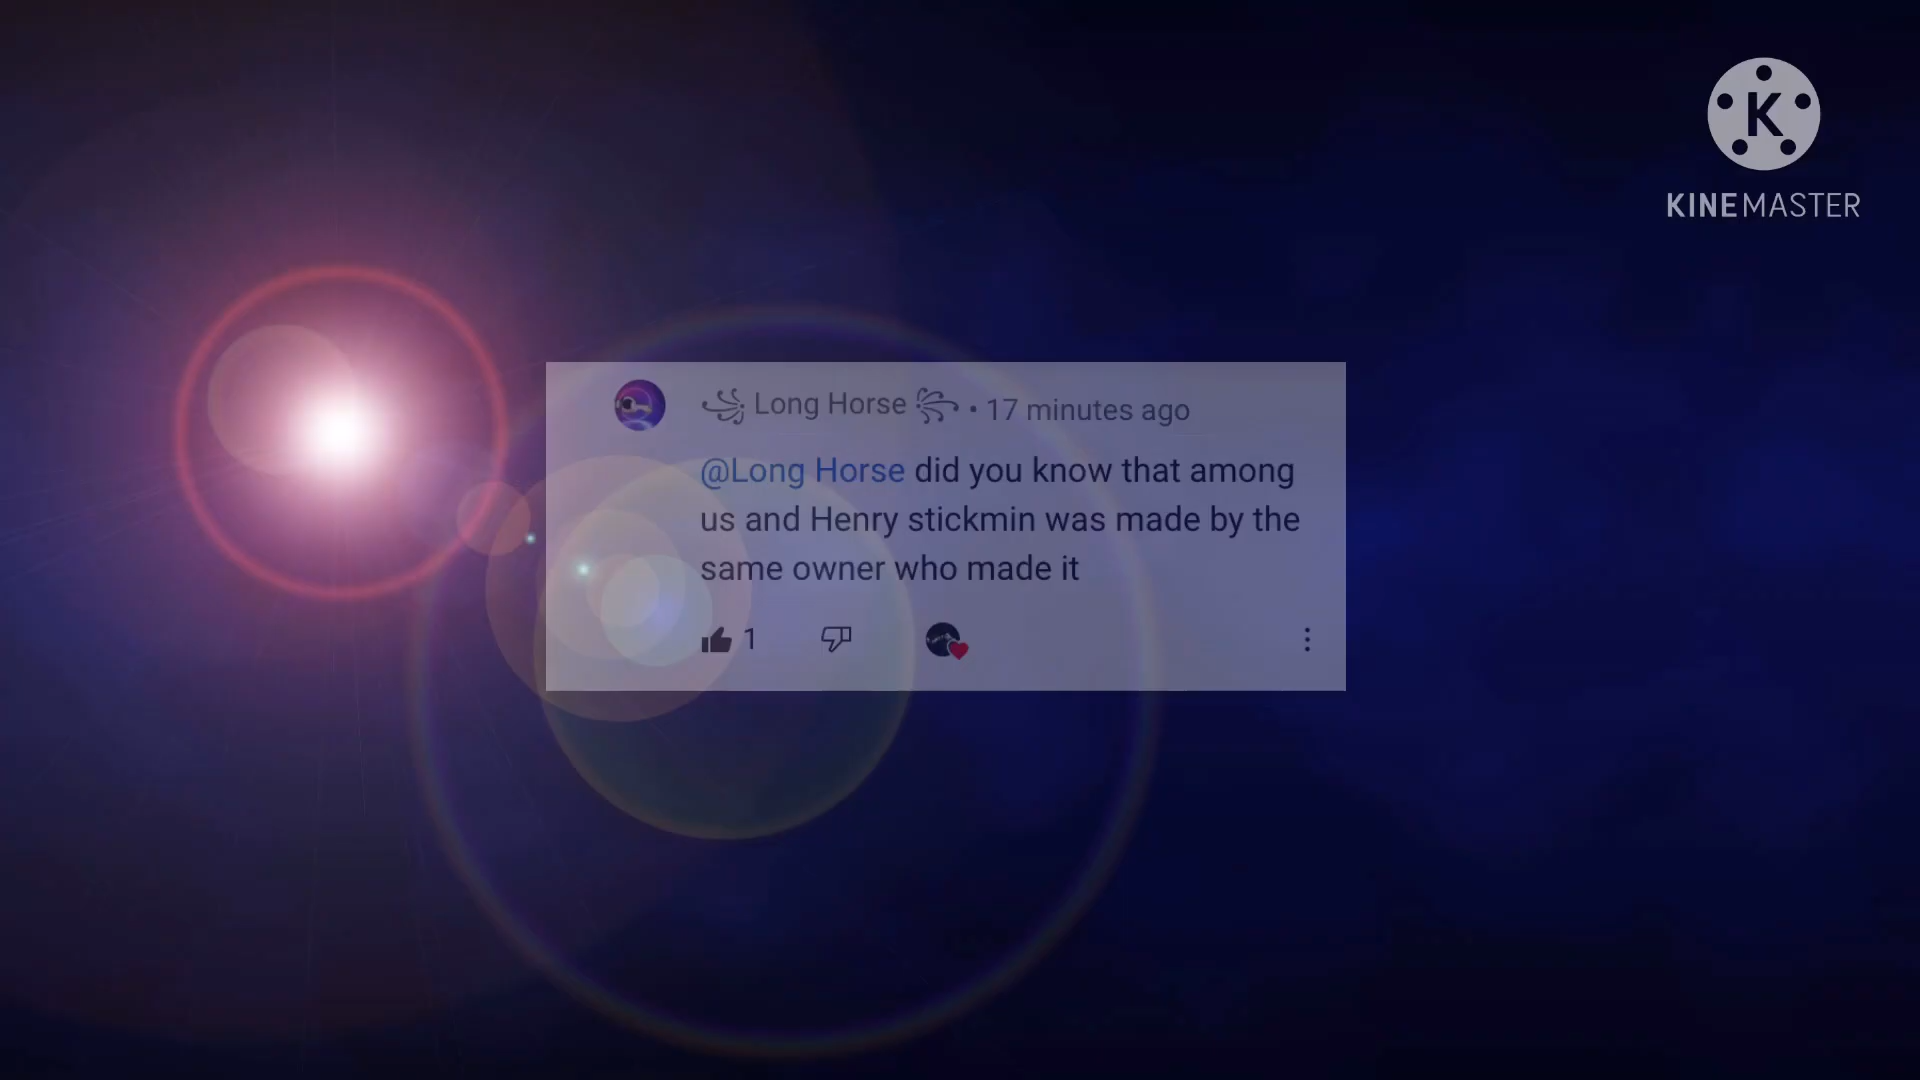 K
KINEMASTER
Long Horse • 17 minutes ago
@Long Horse did you know that among
us and Henry stickmin was made by the
same owner who made it
1